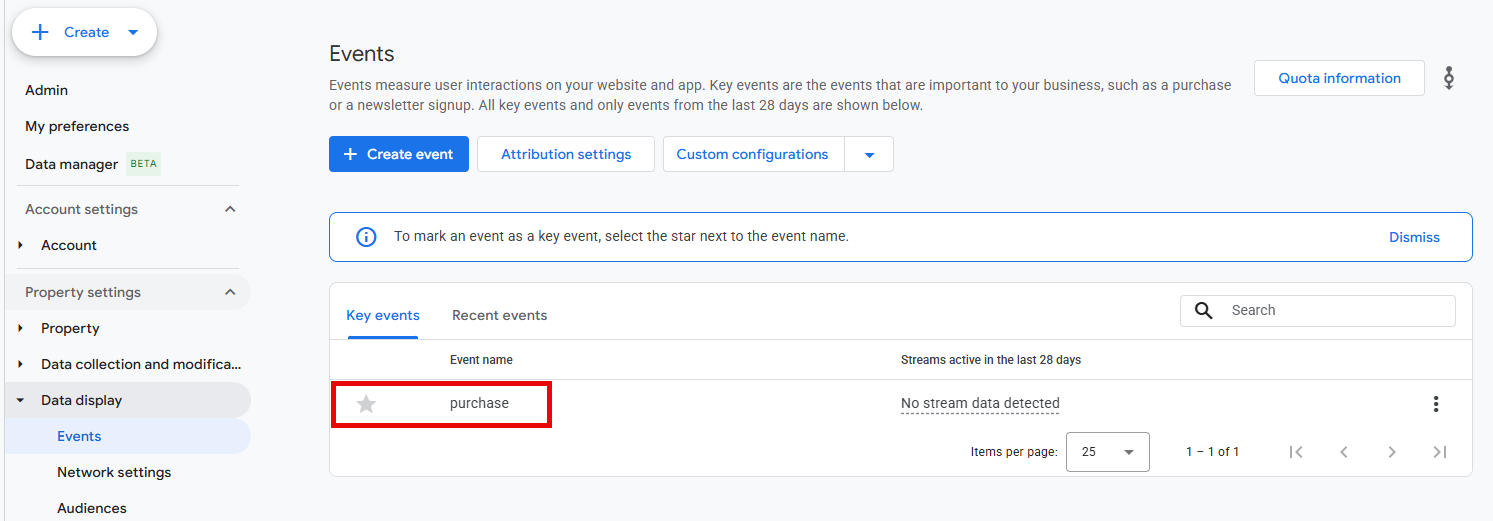 Create
Admin
My preferences
Data manager BETA
Account settings
Account
Property settings
Property
Data collection and modifica...
Data display
Events
Network settings
Audiences
Events
Events measure user interactions on your website and app. Key events are the events that are important to your business, such as a purchase
or a newsletter signup. All key events and only events from the last 28 days are shown below.
Quota information
Create event
Attribution settings
Custom configurations
To mark an event as a key event, select the star next to the event name.
Dismiss
Key events
Recent events
Search
Event name
Streams active in the last 28 days
purchase
No stream data detected
Items per page:
25
1 – 1 of 1